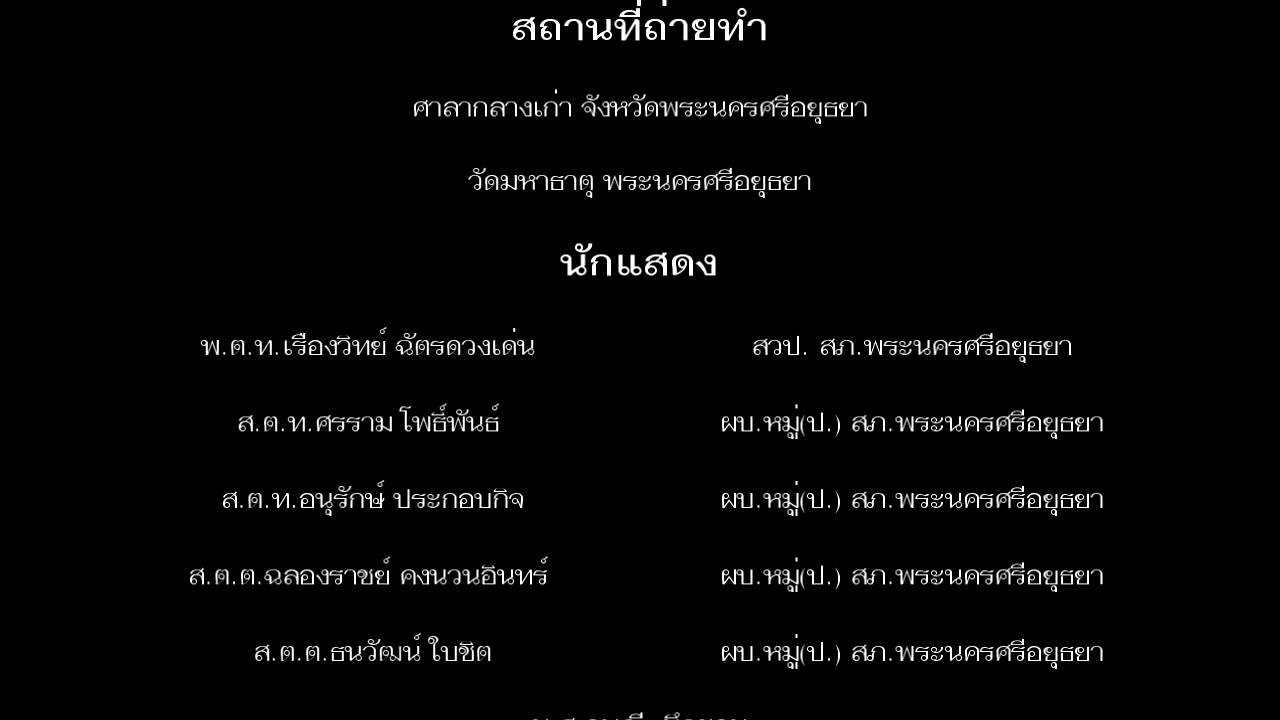 สถานที่ถ่ายทำ
ศาลากลางเก่า จังหวัดพระนครศรีอยุธยา
วัดมหาธาตุ พระนครศรีอยุธยา
นักแสดง
พ.ต.ท.เรืองวิทย์ ฉัตรดวงเด่น สวป. สภ.พระนครศรีอยุธยา
ส.ต.ท.ศรราม โพธิ์พันธ์ ผบ.หมู่(ป.) สภ.พระนครศรีอยุธยา
ส.ต.ท.อนุรักษ์ ประกอบกิจ ผบ.หมู่(ป.) สภ.พระนครศรีอยุธยา
ส.ต.ต.ฉลองราชย์ คงนวนอินทร์ ผบ.หมู่(ป.) สภ.พระนครศรีอยุธยา
ส.ต.ต.ธนวัฒน์ ใบชิต ผบ.หมู่(ป.) สภ.พระนครศรีอยุธยา